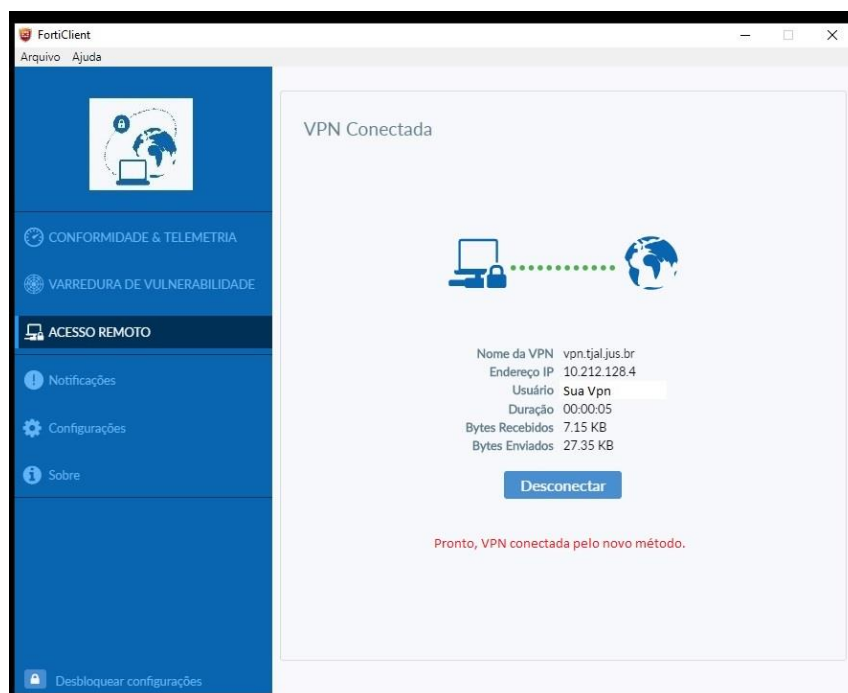 FortiClient
Arquivo Ajuda
CONFORMIDADE & TELEMETRIA
VARREDURA DE VULNERABILIDADE
ACESSO REMOTO
Notificações
Configurações
Sobre
Desbloquear configurações
VPN Conectada
Nome da VPN vpn.tjal.jus.br
Endereço IP 10.212.128.4
Usuário Sua Vpn
Duração 00:00:05
Bytes Recebidos 7.15 KB
Bytes Enviados 27.35 KB
Desconectar
Pronto, VPN conectada pelo novo método.